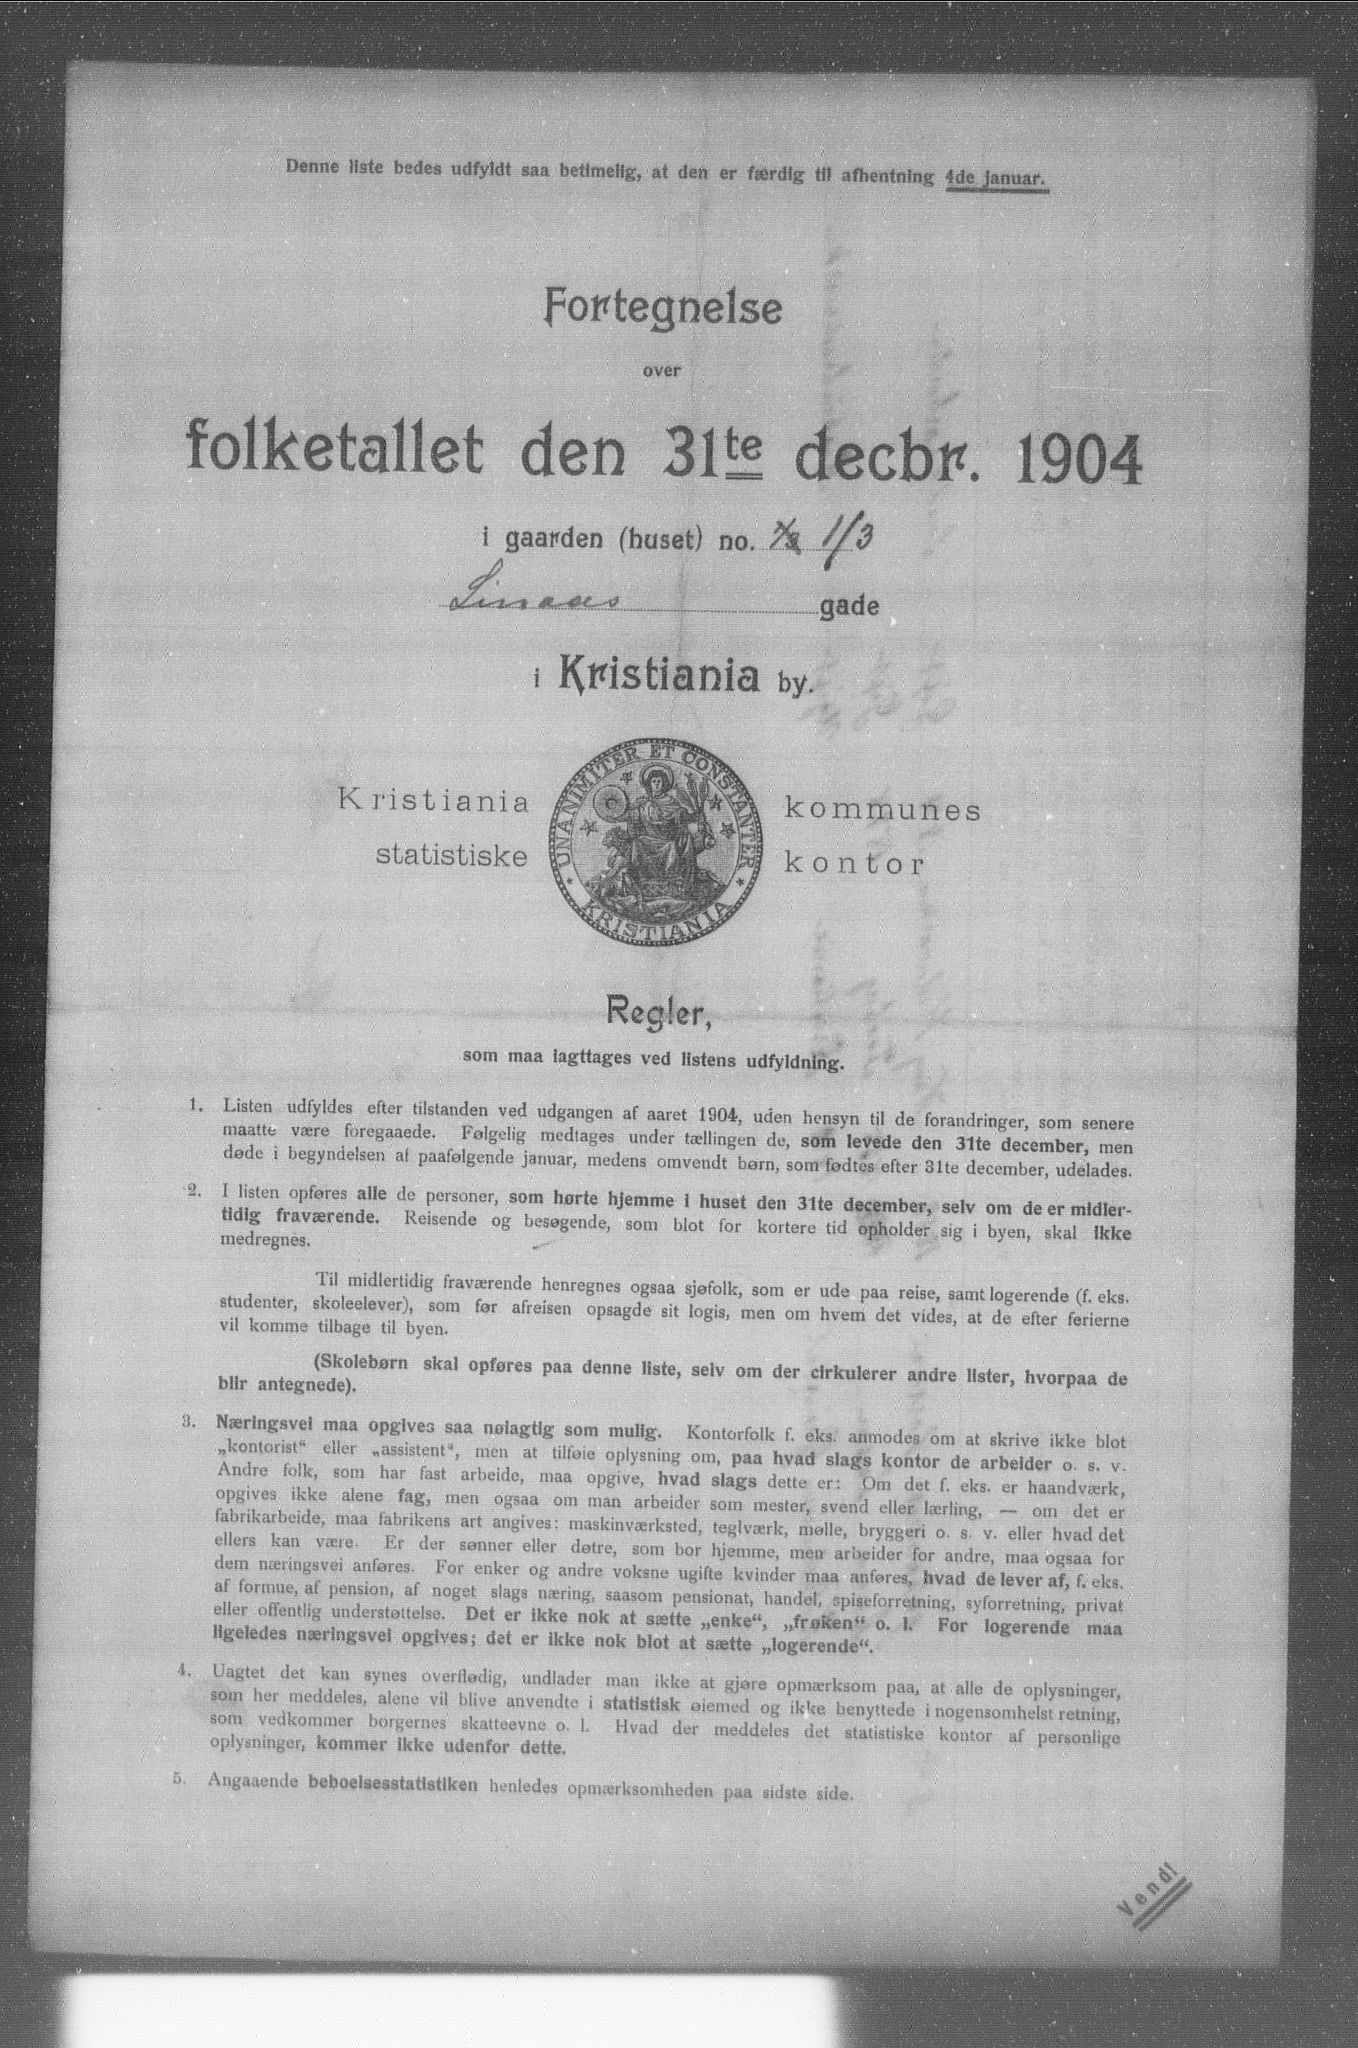 Denne liste bedes udfyldt saa betimelig, at den er færdig til afhentning 4de januar.
Fortegnelse
over
folketallet den 31te decbr. 1904
i gaarden (huset) no. 1/3
Linaaes gade
i Kristiania by.
Kristiania kommunes
statistiske kontor
UNANIMITER ET CONSTANTER
KRISTIANIA
Regler,
som maa iagttages ved listens udfyldning.
1. Listen udfyldes efter tilstanden ved udgangen af aaret 1904, uden hensyn til de forandringer, som senere
maatte være foregaaede. Følgelig medtages under tællingen de, som levede den 31te december, men
døde i begyndelsen af paafølgende januar, medens omvendt børn, som fødtes efter 31te december, udelades.
2. I listen opføres alle de personer, som hørte hjemme i huset den 31te december, selv om de er midler-
tidig fraværende. Reisende og besøgende, som blot for kortere tid opholder sig i byen, skal ikke
medregnes.
Til midlertidig fraværende henregnes ogsaa sjøfolk, som er ude paa reise, samt logerende (f. eks.
studenter, skoleelever), som før afreisen opsagde sit logis, men om hvem det vides, at de efter ferierne
vil komme tilbage til byen.
(Skolebørn skal opføres paa denne liste, selv om der cirkulerer andre lister, hvorpaa de
blir antegnede).
3. Næringsvei maa opgives saa nøiagtig som mulig. Kontorfolk f. eks. anmodes om at skrive ikke blot
„kontorist“ eller „assistent“, men at tilføie oplysning om, paa hvad slags kontor de arbeider o. s. v.
Andre folk, som har fast arbeide, maa opgive, hvad slags dette er: Om det f. eks. er haandværk,
opgives ikke alene fag, men ogsaa om man arbeider som mester, svend eller lærling, — om det er
fabrikarbeide, maa fabrikens art angives: maskinværksted, teglværk, mølle, bryggeri o. s. v. eller hvad det
ellers kan være. Er der sønner eller døtre, som bor hjemme, men arbeider for andre, maa ogsaa for
dem næringsvei anføres. For enker og andre voksne ugifte kvinder maa anføres, hvad de lever af, f. eks.
af formue, af pension, af noget slags næring, saasom pensionat, handel, spiseforretning, syforretning, privat
eller offentlig understøttelse. Det er ikke nok at sætte „enke“, „frøken“ o. l. For logerende maa
ligeledes næringsvei opgives; det er ikke nok blot at sætte „logerende“.
4. Uagtet det kan synes overflødig, undlader man ikke at gjøre opmærksom paa, at alle de oplysninger,
som her meddeles, alene vil blive anvendte i statistisk øiemed og ikke benyttede i nogensomhelst retning,
som vedkommer borgernes skatteevne o. l. Hvad der meddeles det statistiske kontor af personlige
oplysninger, kommer ikke udenfor dette.
5. Angaaende beboelsesstatistiken henledes opmærksomheden paa sidste side.
Vend!